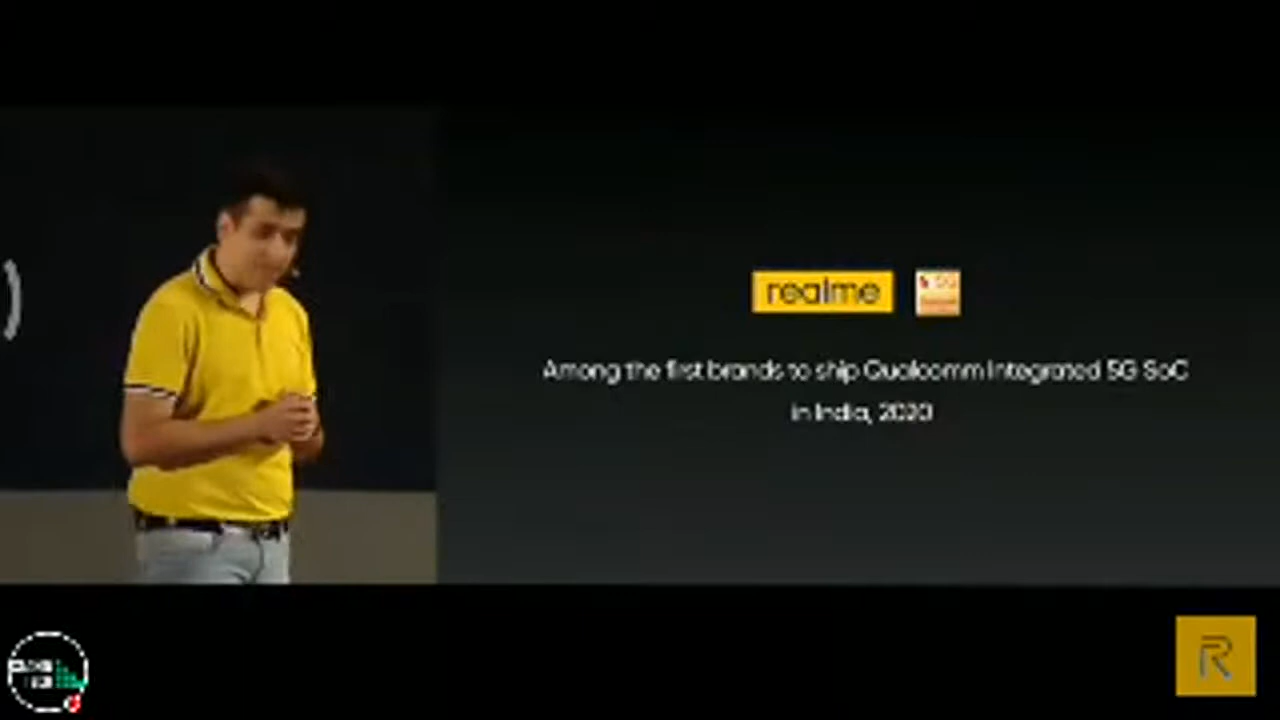 realme
Among the first brands to ship Qualcomm Integrated 5G SoC
in India, 2020
R